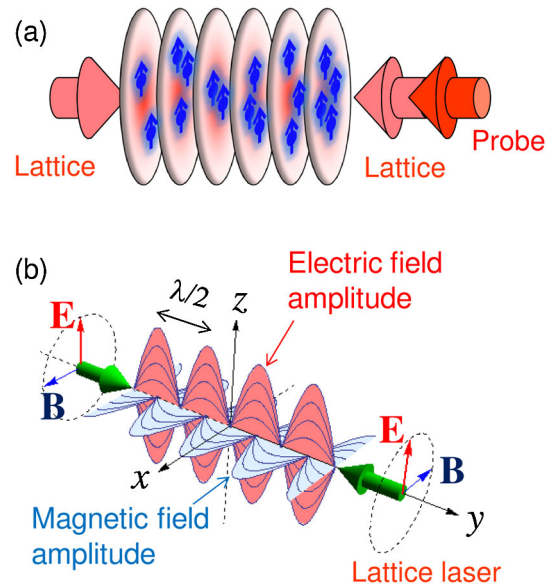 (a)
Lattice
Lattice
Probe
(b)
Electric field
amplitude
λ/2
z
E
B
x
E
B
y
Magnetic field
amplitude
Lattice laser